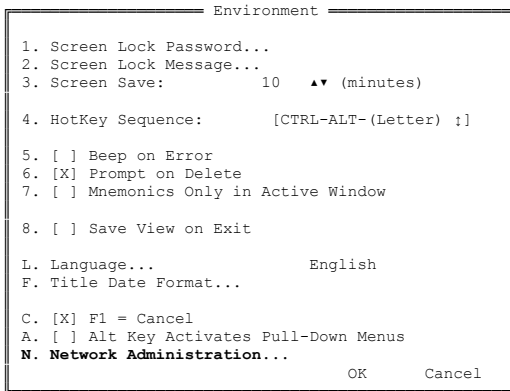 Environment
1. Screen Lock Password...
2. Screen Lock Message...
3. Screen Save: 10 ▲▼ (minutes)
4. HotKey Sequence: [CTRL-ALT-(Letter) ↕]
5. [ ] Beep on Error
6. [X] Prompt on Delete
7. [ ] Mnemonics Only in Active Window
8. [ ] Save View on Exit
L. Language... English
F. Title Date Format...
C. [X] F1 = Cancel
A. [ ] Alt Key Activates Pull-Down Menus
N. Network Administration...
OK Cancel